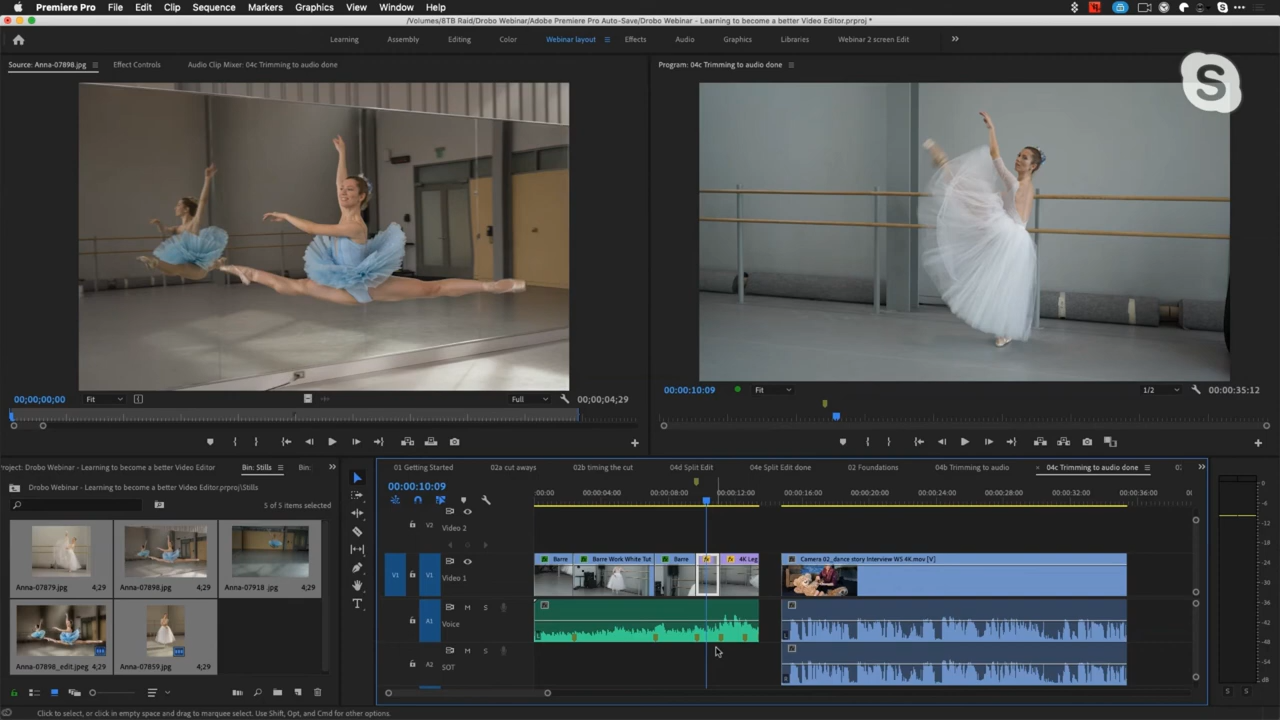 Premiere Pro File Edit Clip Sequence Markers Graphics View Window Help
/Volumes/8TB Raid/Drobo Webinar/Adobe Premiere Pro Auto-Save/Drobo Webinar - Learning to become a better Video Editor.prproj *
Learning Assembly Editing Color Webinar layout Effects Audio Graphics Libraries Webinar 2 screen Edit
Source: Anna-07898.jpg Effect Controls Audio Clip Mixer: 04c Trimming to audio done
Program: 04c Trimming to audio done
S
00;00;00;00 Fit Full 00;00;04;29
00:00:10:09 Fit 1/2 00:00:35:12
Project: Drobo Webinar - Learning to become a better Video Editor Bin: Stills Bin:
Drobo Webinar - Learning to become a better Video Editor.prproj\Stills
5 of 5 items selected
Anna-07879.jpg 4;29 Anna-07898.jpg 4;29 Anna-07918 .jpg 4;29
Anna-07898_edit.jpeg 4;29 Anna-07859.jpg 4;29
01 Getting Started 02a cut aways 02b timing the cut 04d Split Edit 04e Split Edit done 02 Foundations 04b Trimming to audio 04c Trimming to audio done
00:00:10:09
:00:00 00:00:04:00 00:00:08:00 00:00:12:00 00:00:16:00 00:00:20:00 00:00:24:00 00:00:28:00 00:00:32:00 00:00:36:00
V2 Video 2
V1 V1 Video 1
Barre Barre Work White Tut Barre 4K Leg Camera 02_dance story Interview WS 4K.mov [V]
A1 M S Voice
A2 M S SOT
0
-6
-12
-18
-24
-30
-36
-42
-48
-54
dB
S S
Click to select, or click in empty space and drag to marquee select. Use Shift, Opt, and Cmd for other options.